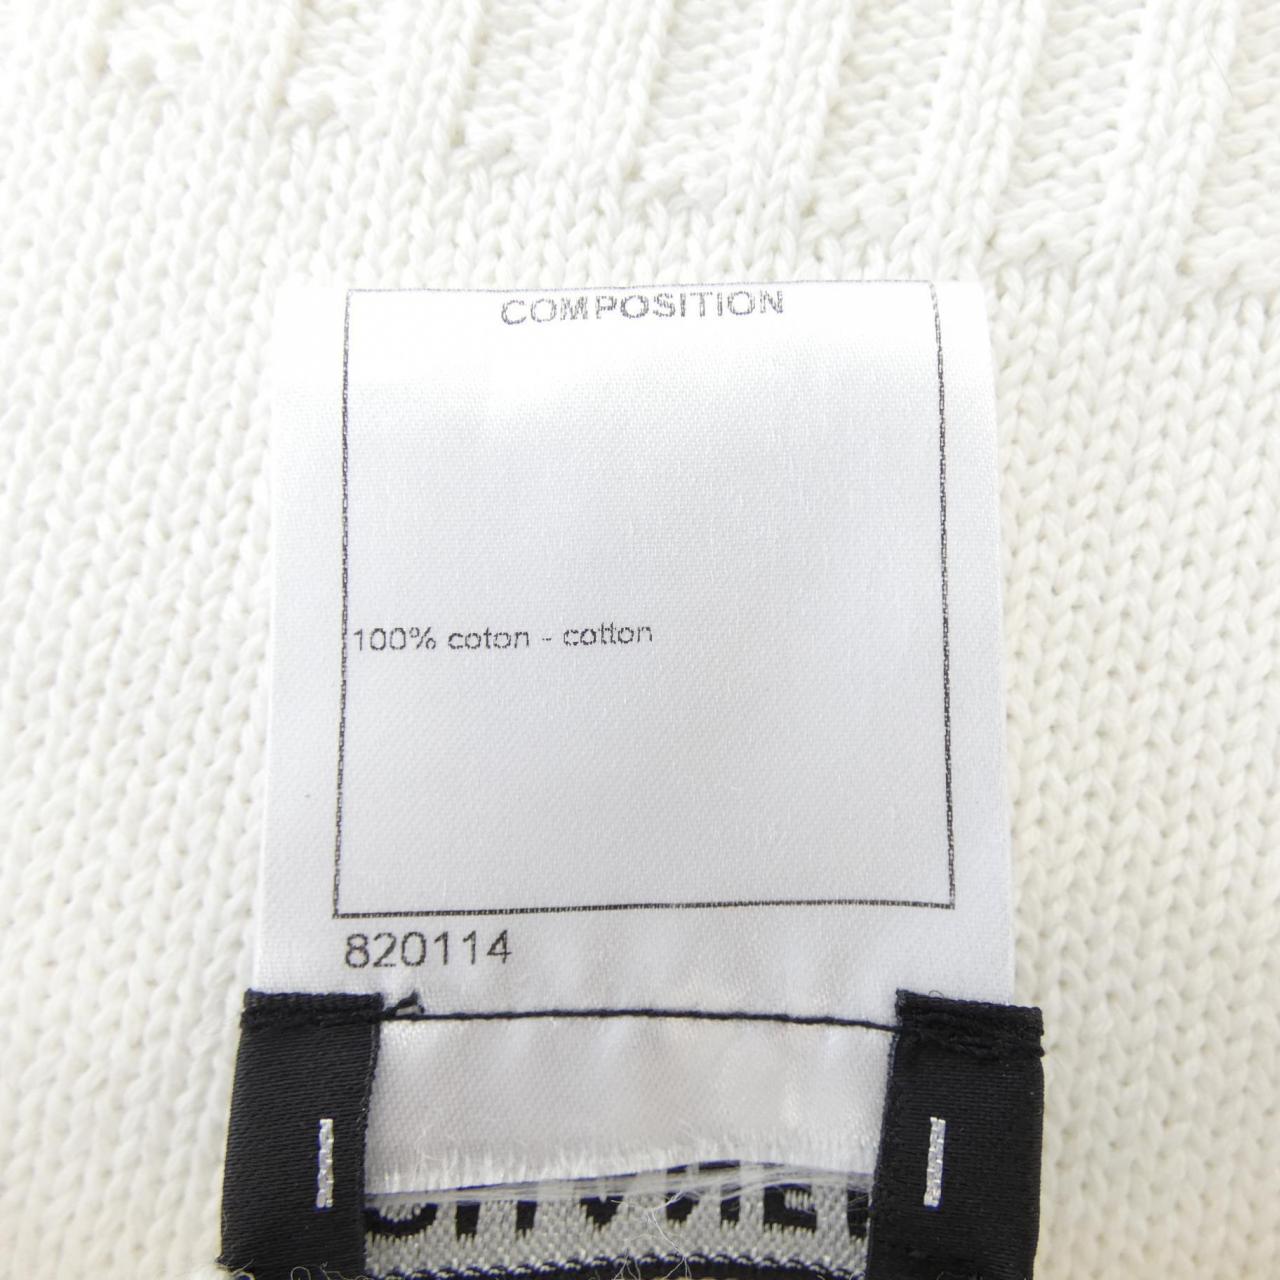 COMPOSITION
100% coton - cotton
820114